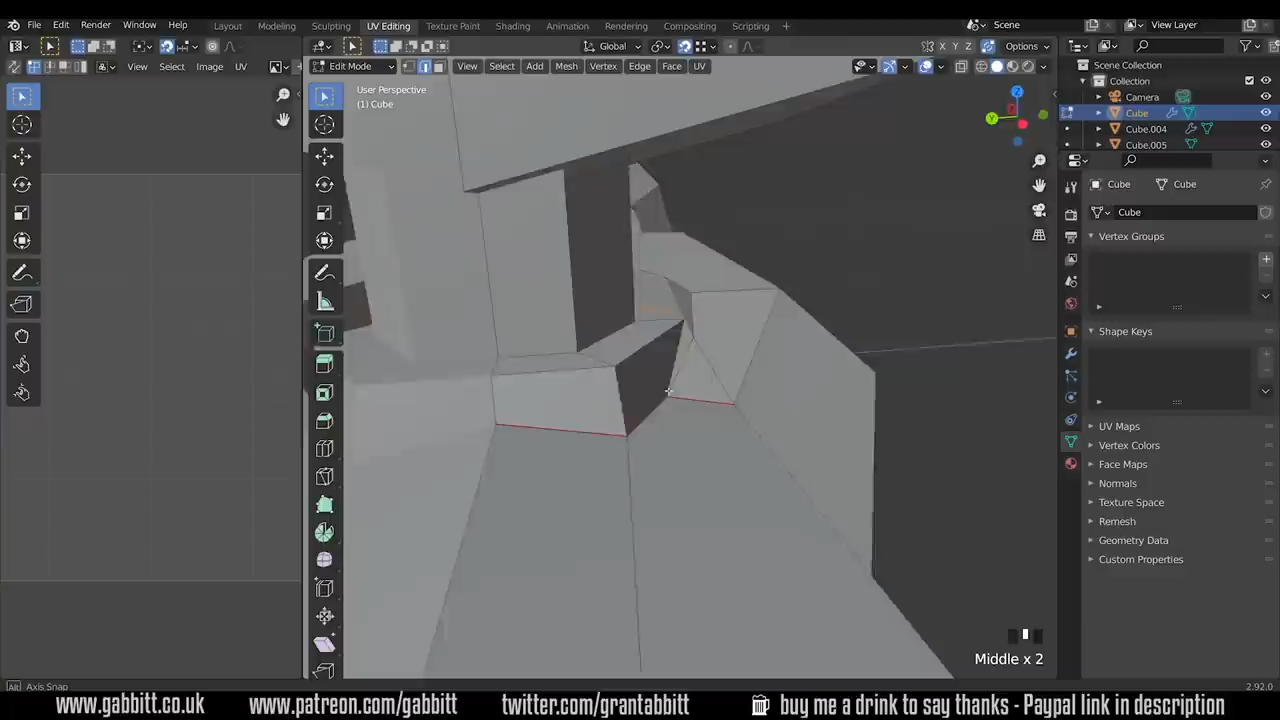 File Edit Render Window Help Layout Modeling Sculpting UV Editing Texture Paint Shading Animation Rendering Compositing Scripting + Scene View Layer
Global X Y Z Options
View Select Image UV Edit Mode View Select Add Mesh Vertex Edge Face UV
User Perspective
(1) Cube
Z
Y
Scene Collection
Collection
Camera
Cube
Cube.004
Cube.005
Cube Cube
Cube
Vertex Groups
Shape Keys
UV Maps
Vertex Colors
Face Maps
Normals
Texture Space
Remesh
Geometry Data
Custom Properties
Middle x 2
Alt Axis Snap 2.92.0
www.gabbitt.co.uk www.patreon.com/gabbitt twitter.com/grantabbitt buy me a drink to say thanks - Paypal link in description